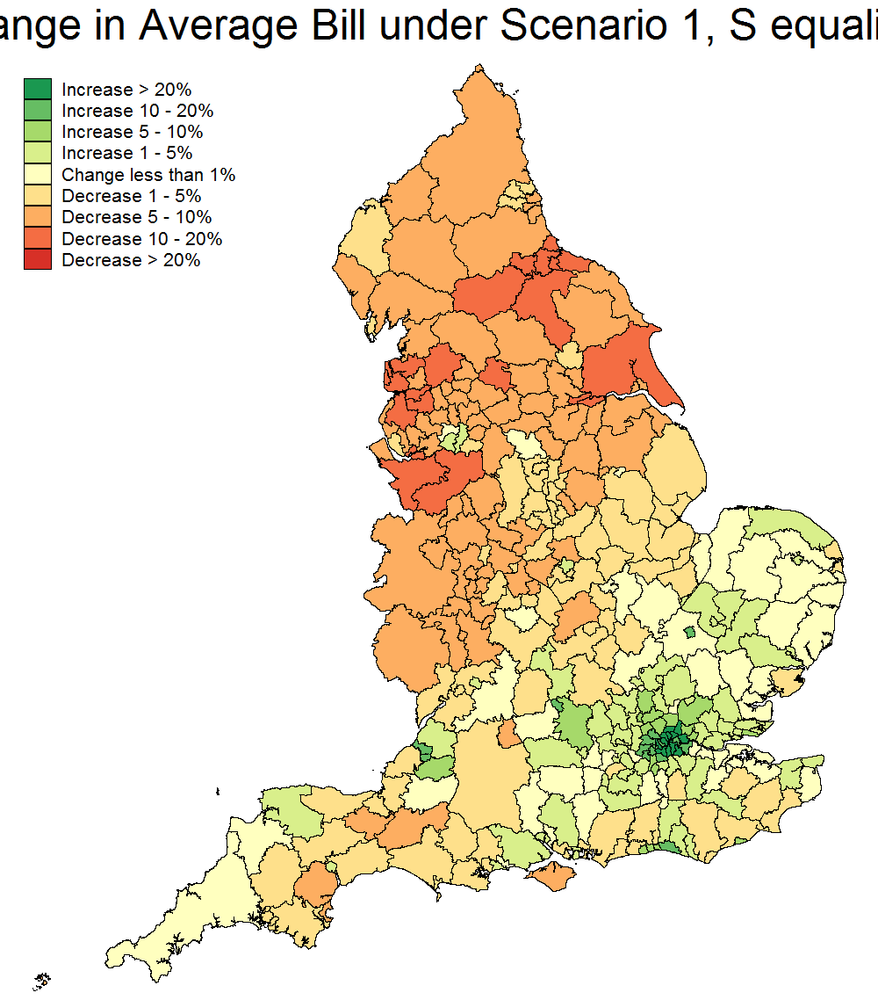 ange in Average Bill under Scenario 1, S equali
Increase > 20%
Increase 10 - 20%
Increase 5 - 10%
Increase 1 - 5%
Change less than 1%
Decrease 1 - 5%
Decrease 5 - 10%
Decrease 10 - 20%
Decrease > 20%